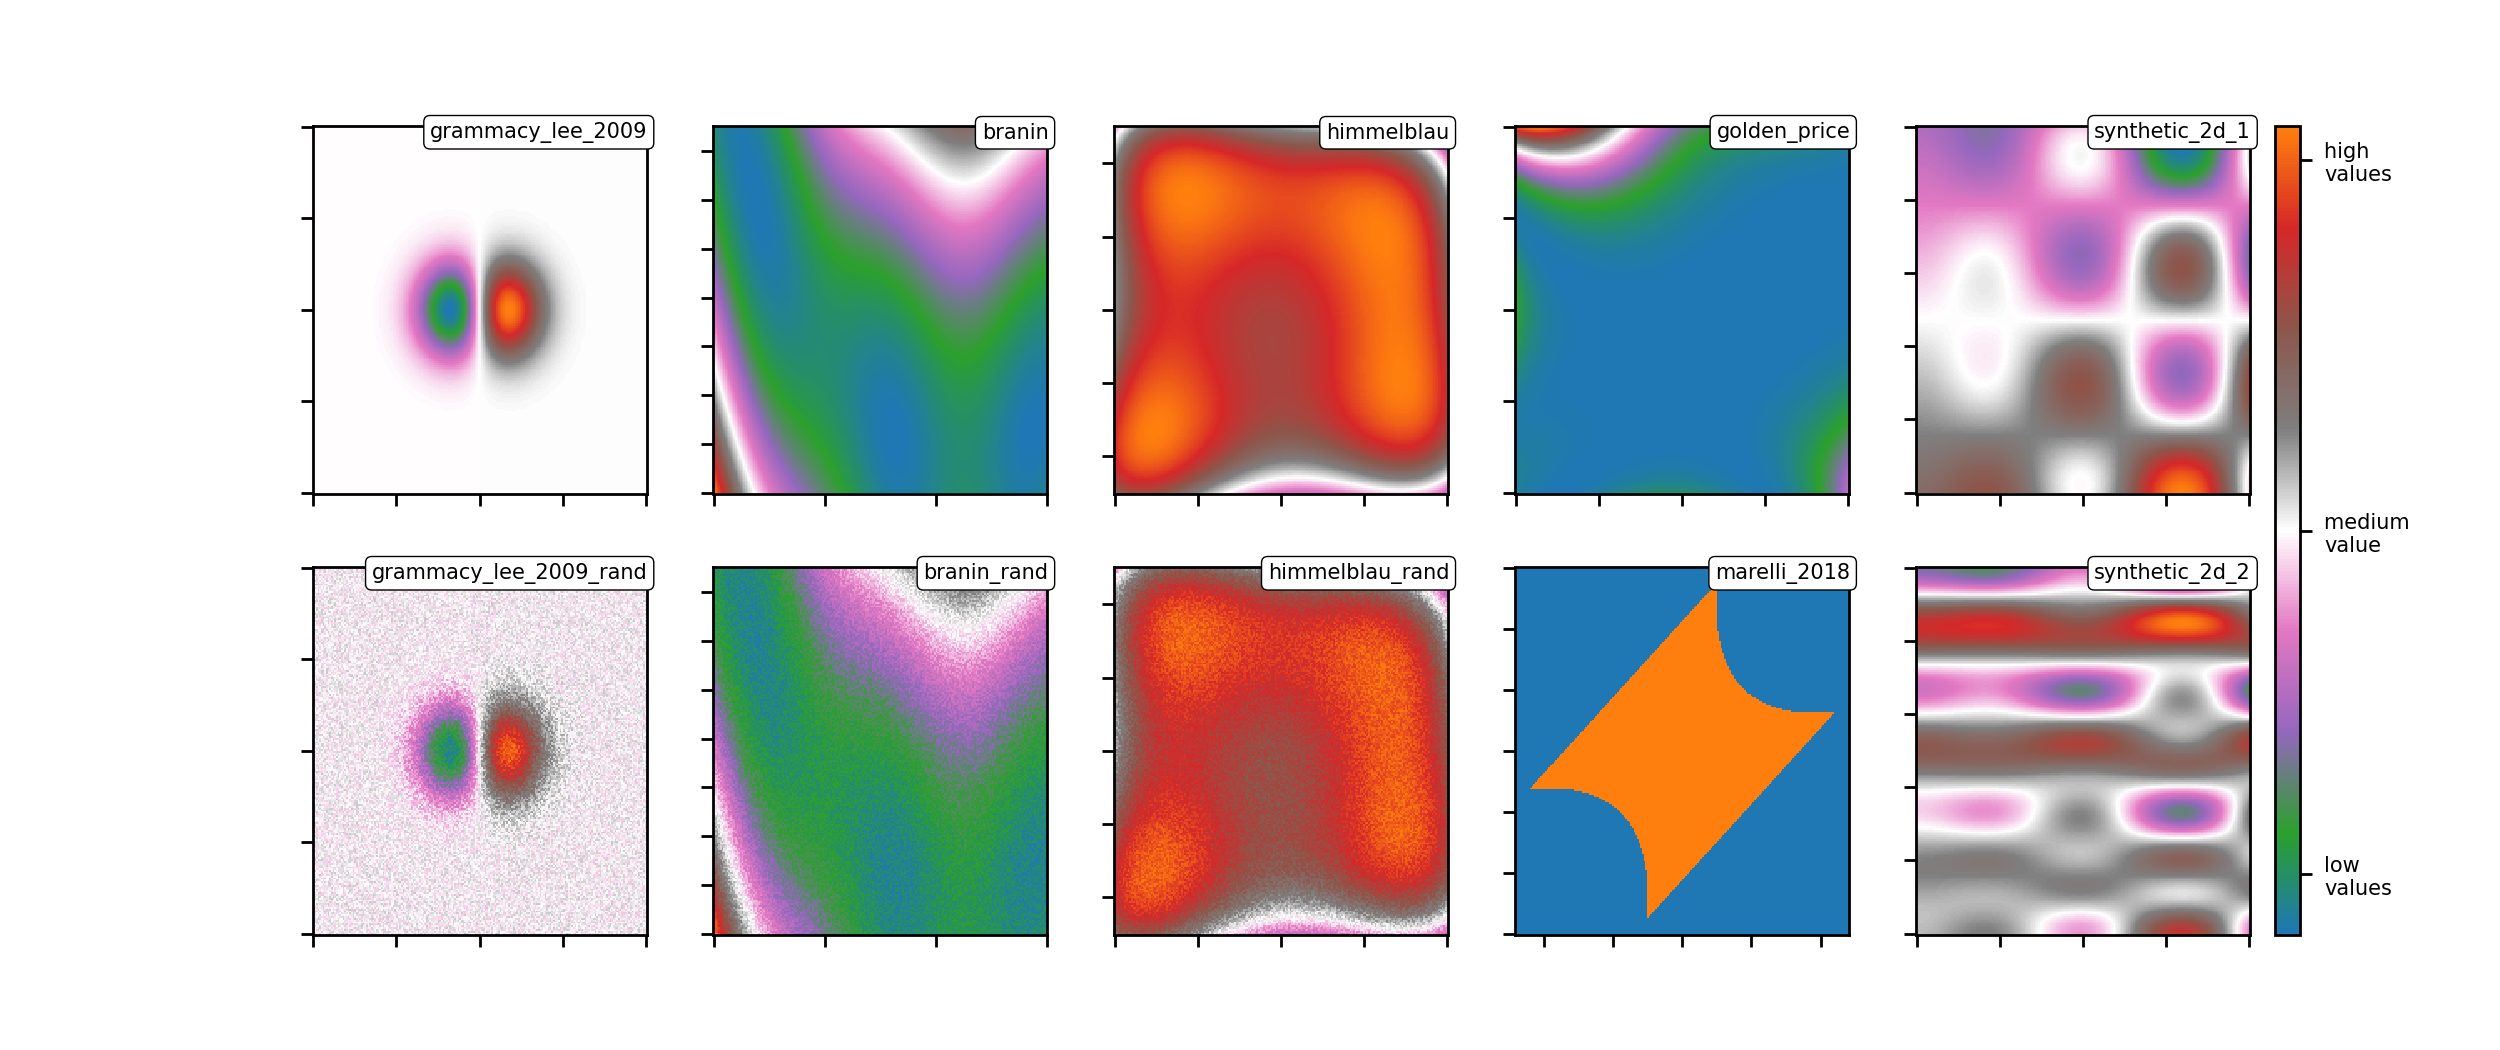 grammacy_lee_2009
branin
himmelblau
golden_price
synthetic_2d_1
high
values
medium
value
low
values
grammacy_lee_2009_rand
branin_rand
himmelblau_rand
marelli_2018
synthetic_2d_2